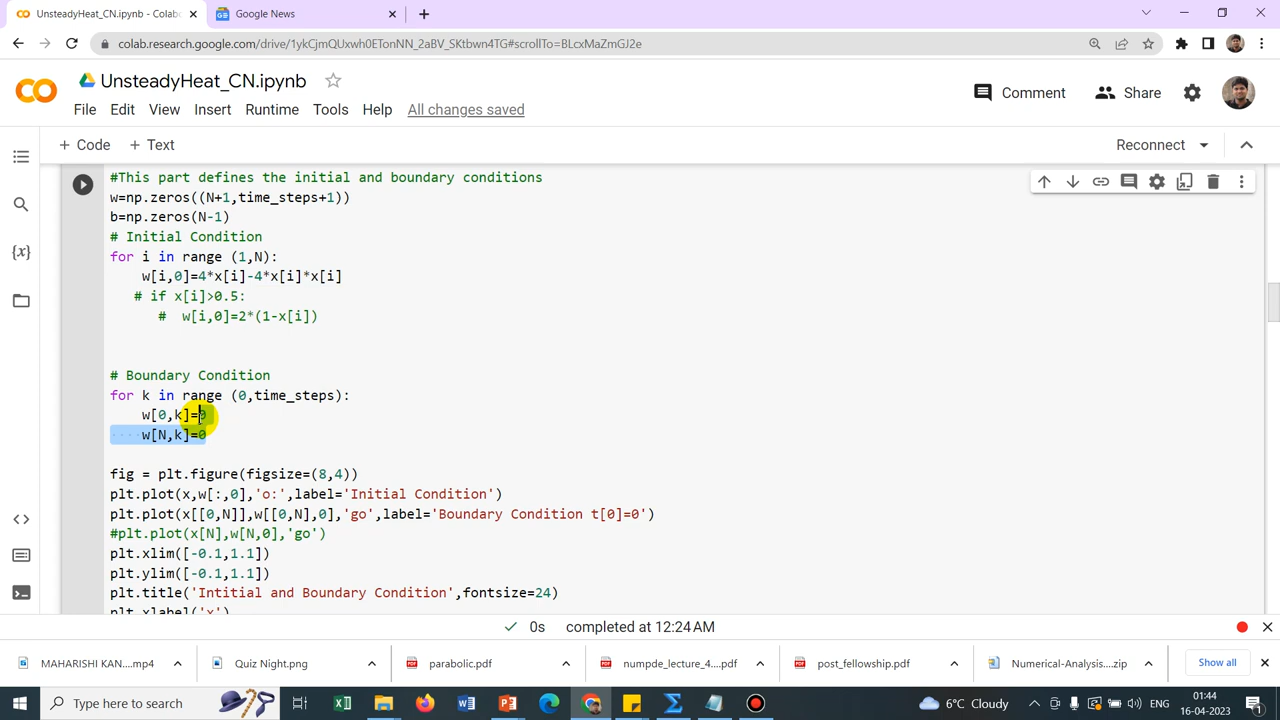 UnsteadyHeat_CN.ipynb - Colab
Google News
colab.research.google.com/drive/1ykCjmQUxwh0ETonNN_2aBV_SKtbwn4TG#scrollTo=BLcxMaZmGJ2e
UnsteadyHeat_CN.ipynb
Comment
Share
File Edit View Insert Runtime Tools Help All changes saved
+ Code + Text
Reconnect
#This part defines the initial and boundary conditions
w=np.zeros((N+1,time_steps+1))
b=np.zeros(N-1)
# Initial Condition
for i in range (1,N):
w[i,0]=4*x[i]-4*x[i]*x[i]
# if x[i]>0.5:
# w[i,0]=2*(1-x[i])
# Boundary Condition
for k in range (0,time_steps):
w[0,k]=0
w[N,k]=0
fig = plt.figure(figsize=(8,4))
plt.plot(x,w[:,0],'o:',label='Initial Condition')
plt.plot(x[[0,N]],w[[0,N],0],'go',label='Boundary Condition t[0]=0')
#plt.plot(x[N],w[N,0],'go')
plt.xlim([-0.1,1.1])
plt.ylim([-0.1,1.1])
plt.title('Intitial and Boundary Condition',fontsize=24)
plt.xlabel('x')
0s completed at 12:24 AM
MAHARISHI KAN....mp4
Quiz Night.png
parabolic.pdf
numpde_lecture_4....pdf
post_fellowship.pdf
Numerical-Analysis....zip
Show all
Type here to search
6°C Cloudy
ENG
01:44
16-04-2023